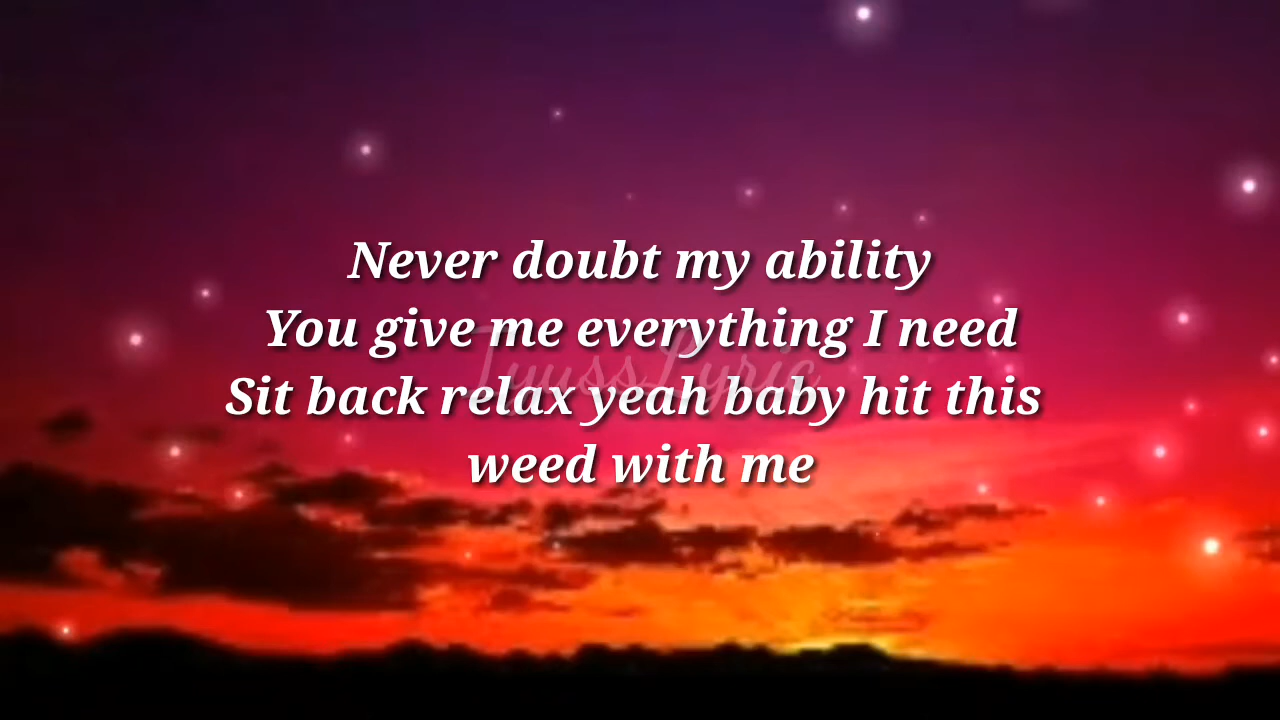 Never doubt my ability
You give me everything I need
TyussLyric
Sit back relax yeah baby hit this
weed with me